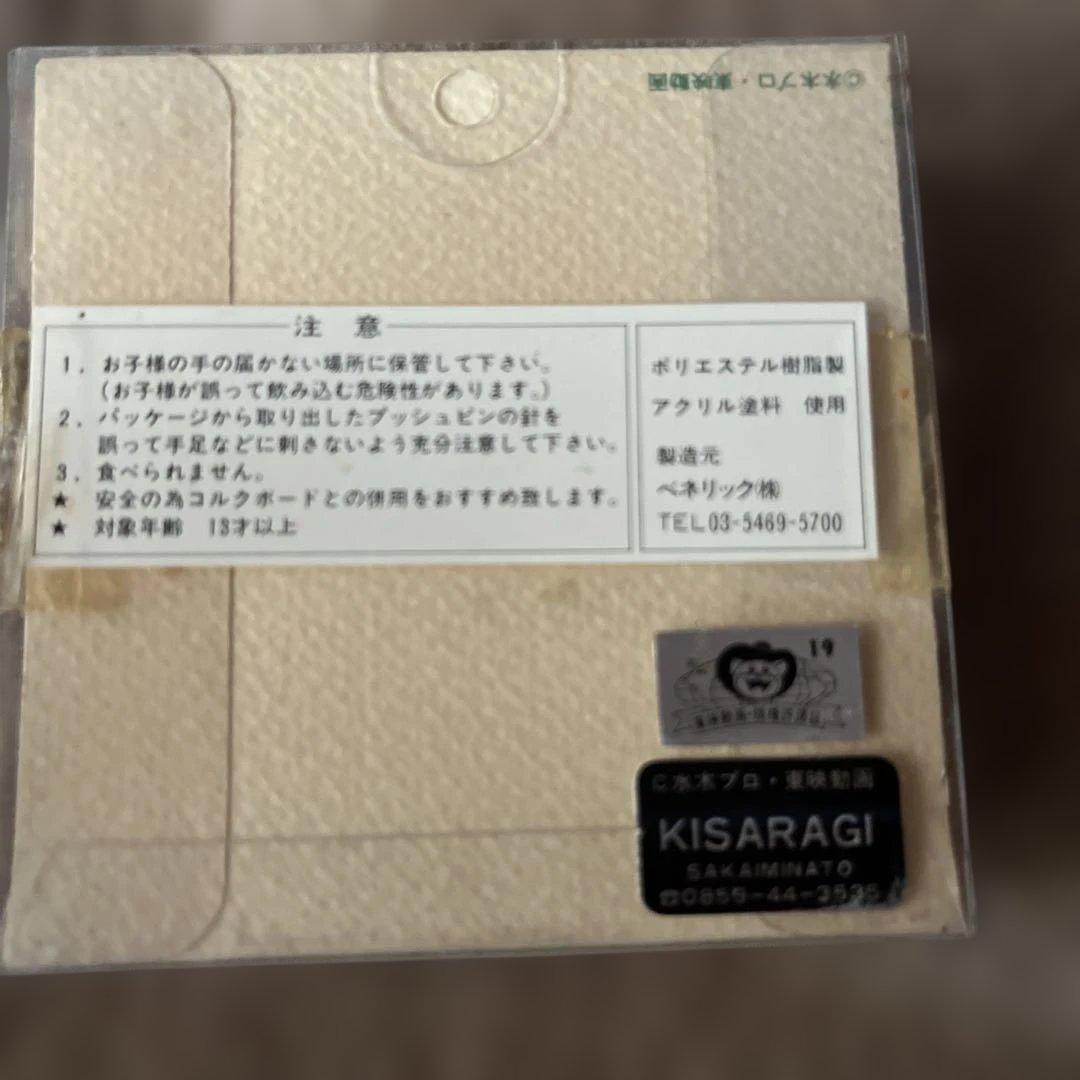 ©水木プロ・東映動画
注 意
1. お子様の手の届かない場所に保管して下さい。
(お子様が誤って飲み込む危険性があります。)
2. パッケージから取り出したプッシュピンの針を
誤って手足などに刺さないよう充分注意して下さい。
3. 食べられません。
★ 安全の為コルクボードとの併用をおすすめ致します。
★ 対象年齢 13才以上
ポリエステル樹脂製
アクリル塗料 使用
製造元
ベネリック㈱
TEL03-5469-5700
19
C水木プロ・東映動画
KISARAGI
SAKAIMINATO
☎0859-44-3535